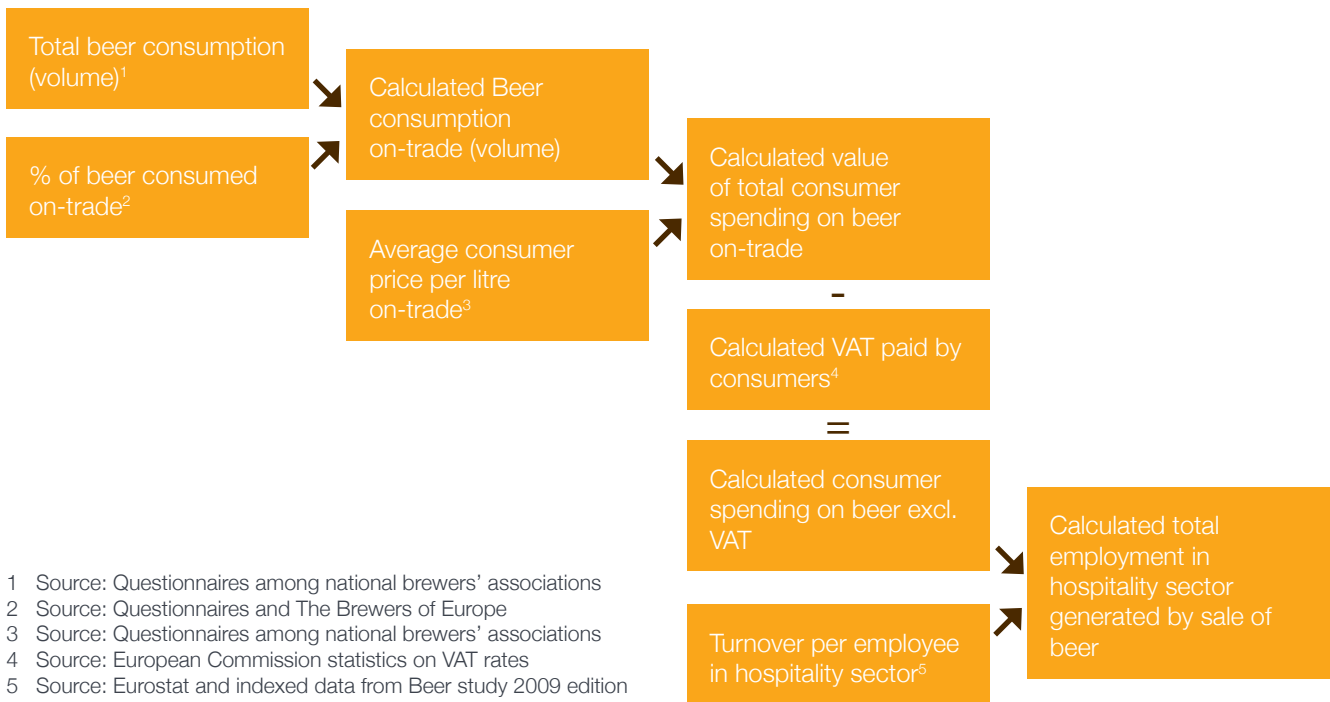 Total beer consumption
(volume)¹
% of beer consumed
on-trade²
Calculated Beer
consumption
on-trade (volume)
Average consumer
price per litre
on-trade³
Calculated value
of total consumer
spending on beer
on-trade
-
Calculated VAT paid by
consumers⁴
=
Calculated consumer
spending on beer excl.
VAT
Turnover per employee
in hospitality sector⁵
Calculated total
employment in
hospitality sector
generated by sale of
beer
1 Source: Questionnaires among national brewers’ associations
2 Source: Questionnaires and The Brewers of Europe
3 Source: Questionnaires among national brewers’ associations
4 Source: European Commission statistics on VAT rates
5 Source: Eurostat and indexed data from Beer study 2009 edition